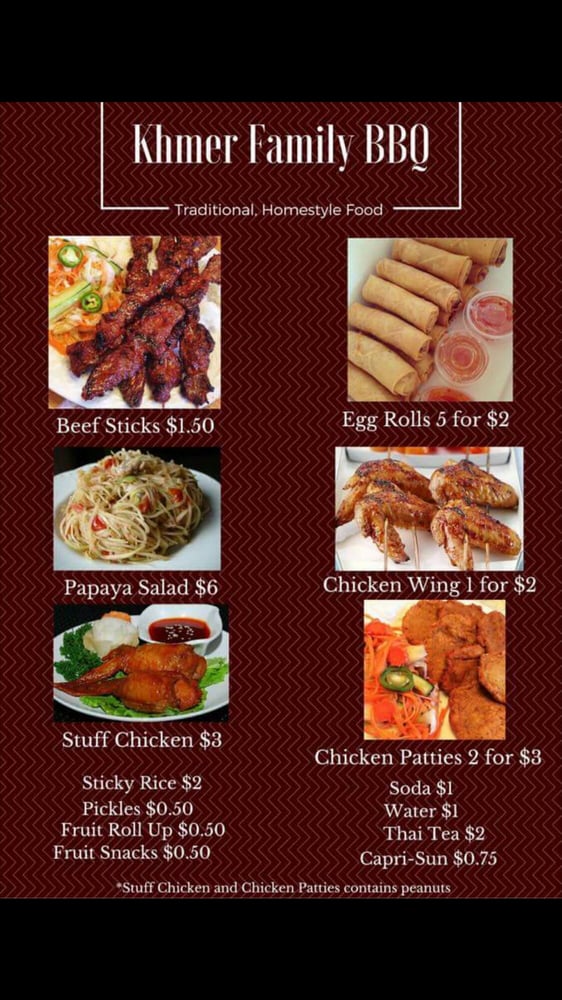 Khmer Family BBQ
Traditional, Homestyle Food
Beef Sticks $1.50
Egg Rolls 5 for $2
Papaya Salad $6
Chicken Wing 1 for $2
Stuff Chicken $3
Chicken Patties 2 for $3
Sticky Rice $2
Pickles $0.50
Fruit Roll Up $0.50
Fruit Snacks $0.50
Soda $1
Water $1
Thai Tea $2
Capri-Sun $0.75
*Stuff Chicken and Chicken Patties contains peanuts